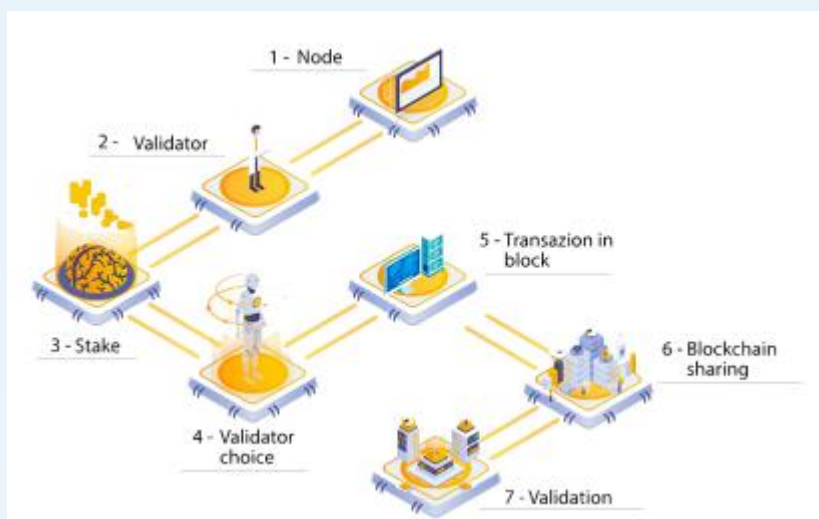 1 - Node
2 - Validator
3 - Stake
4 - Validator
choice
5 - Transazion in
block
6 - Blockchain
sharing
7 - Validation